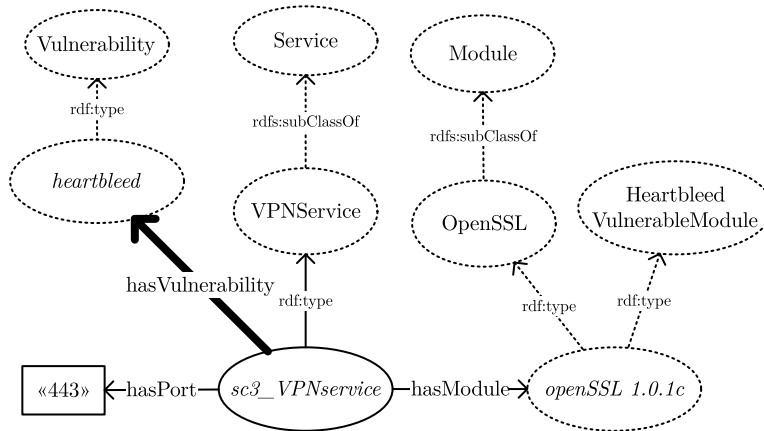 Vulnerability
Service
Module
rdf:type
rdfs:subClassOf
rdfs:subClassOf
heartbleed
VPNService
OpenSSL
Heartbleed
VulnerableModule
hasVulnerability
rdf:type
rdf:type
rdf:type
«443»
hasPort
sc3_VPNservice
hasModule
openSSL 1.0.1c